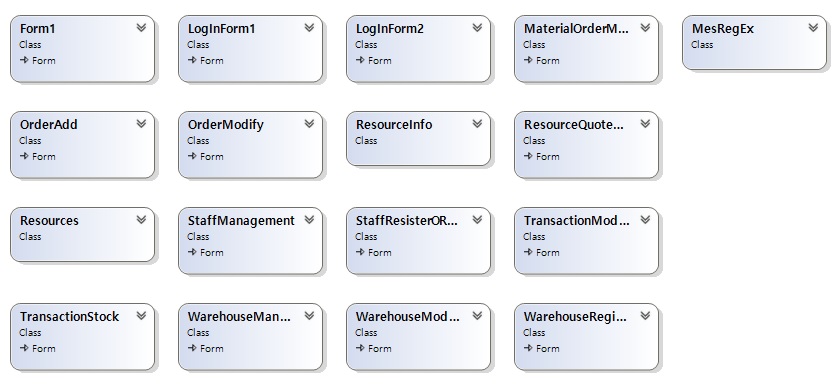 Form1
Class
Form
LogInForm1
Class
Form
LogInForm2
Class
Form
MaterialOrderM...
Class
Form
MesRegEx
Class
OrderAdd
Class
Form
OrderModify
Class
Form
ResourceInfo
Class
ResourceQuote...
Class
Form
Resources
Class
StaffManagement
Class
Form
StaffResisterOR...
Class
Form
TransactionMod...
Class
Form
TransactionStock
Class
Form
WarehouseMan...
Class
Form
WarehouseMod...
Class
Form
WarehouseRegi...
Class
Form